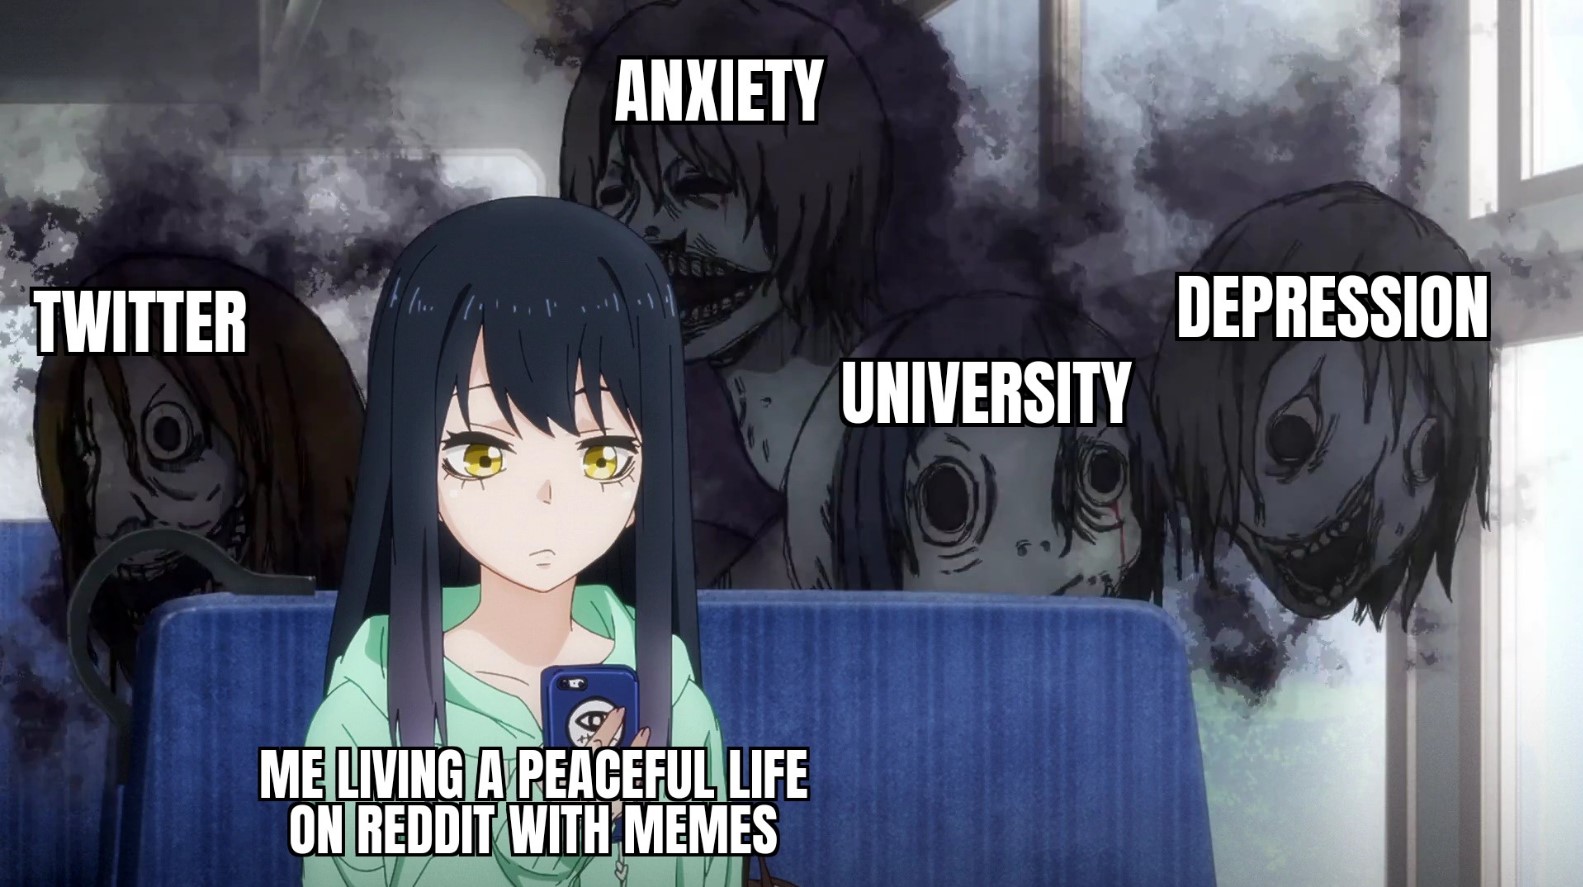 ANXIETY
TWITTER
DEPRESSION
UNIVERSITY
ME LIVING A PEACEFUL LIFE
ON REDDIT WITH MEMES